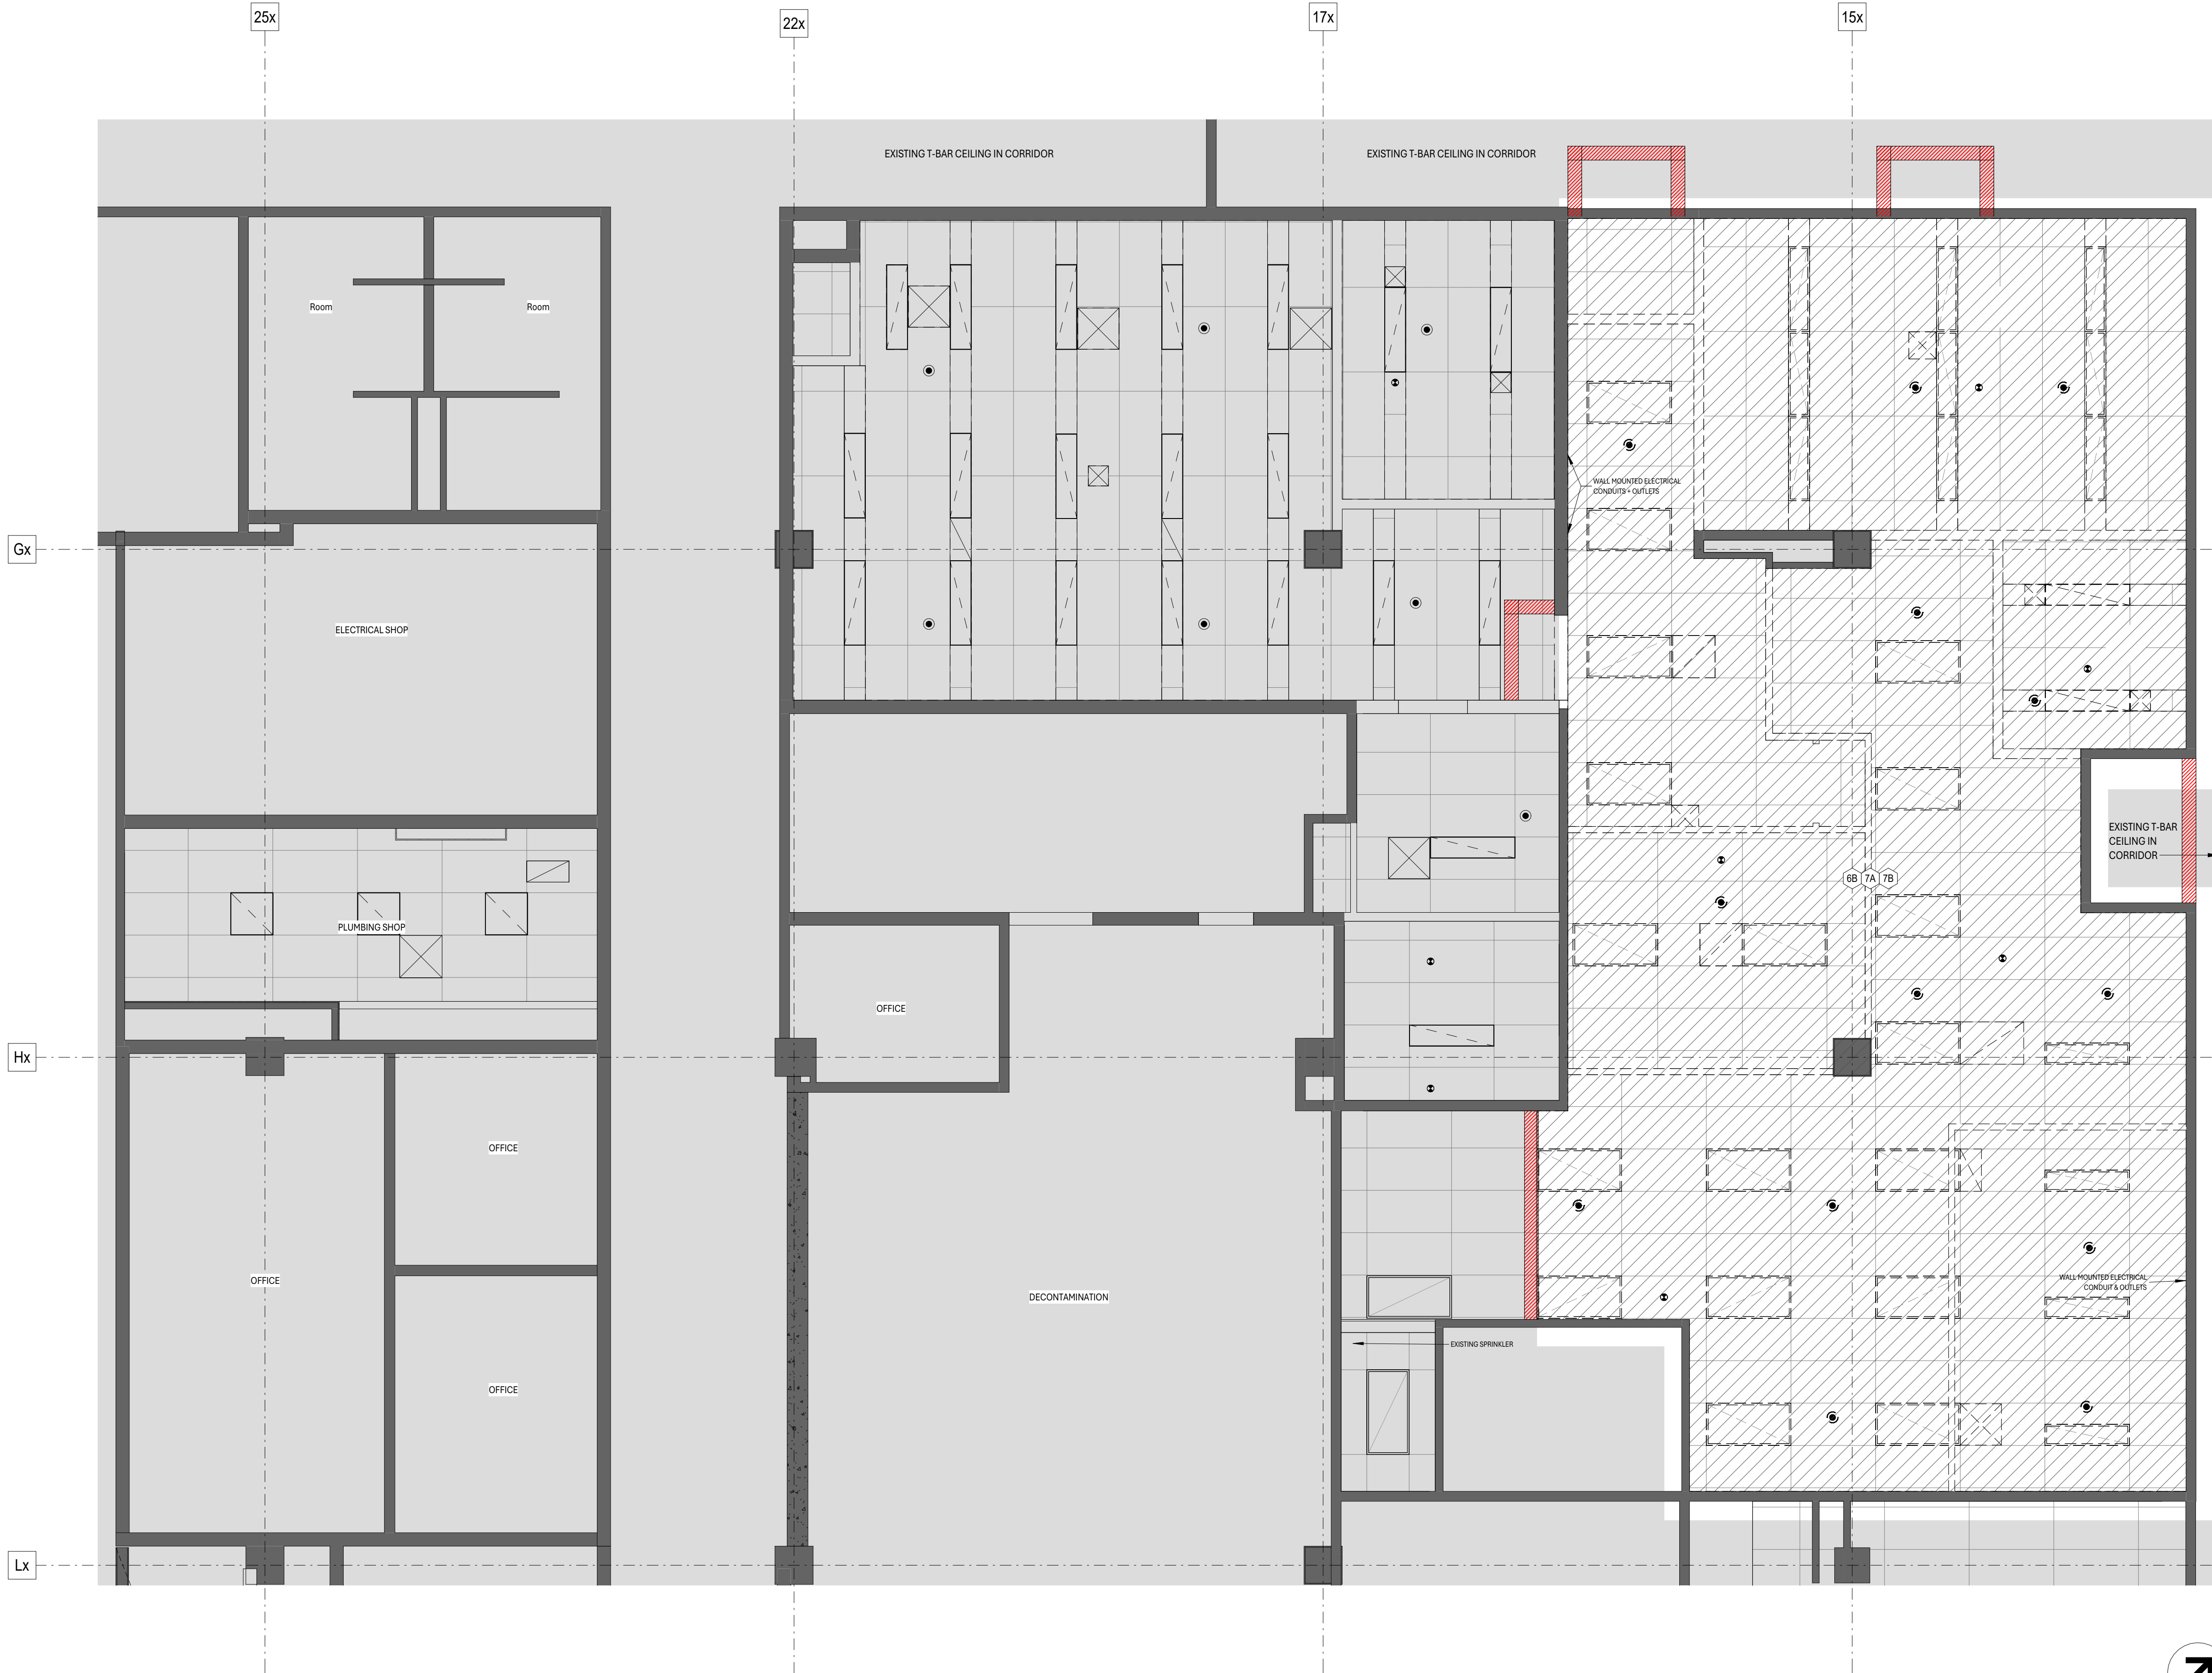 25x
22x
17x
15x
EXISTING T-BAR CEILING IN CORRIDOR
EXISTING T-BAR CEILING IN CORRIDOR
Room
Room
WALL MOUNTED ELECTRICAL
CONDUITS + OUTLETS
Gx
ELECTRICAL SHOP
EXISTING T-BAR
CEILING IN
CORRIDOR
6B
7A
7B
PLUMBING SHOP
OFFICE
Hx
OFFICE
OFFICE
DECONTAMINATION
WALL MOUNTED ELECTRICAL
CONDUIT & OUTLETS
EXISTING SPRINKLER
OFFICE
Lx